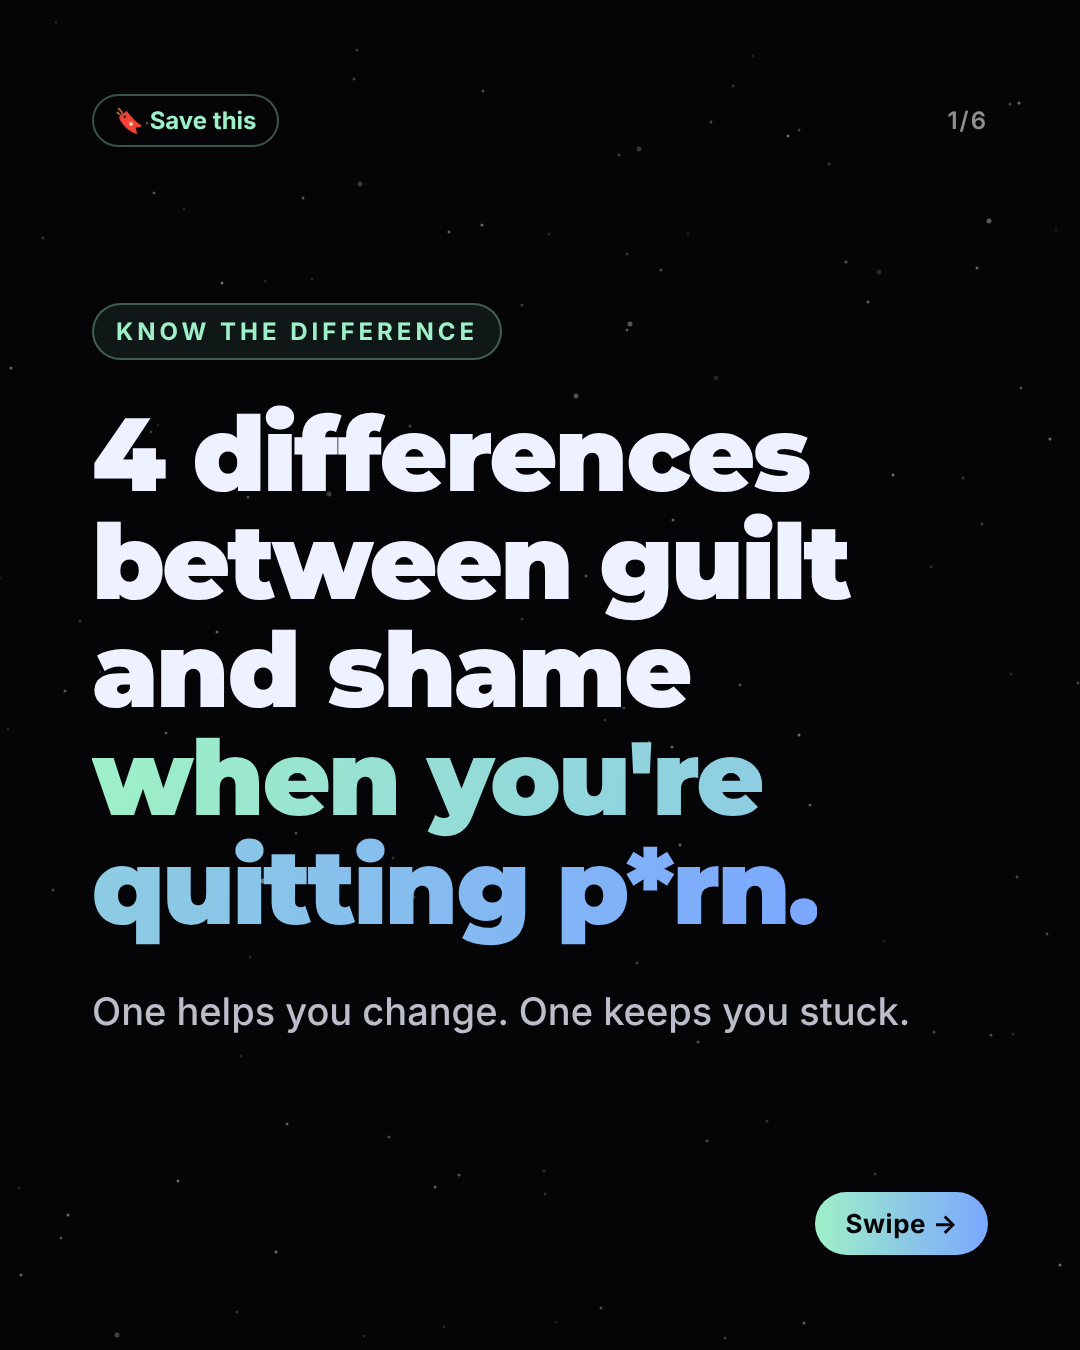 🔖 Save this
1/6
KNOW THE DIFFERENCE
4 differences
between guilt
and shame
when you're
quitting p*rn.
One helps you change. One keeps you stuck.
Swipe →